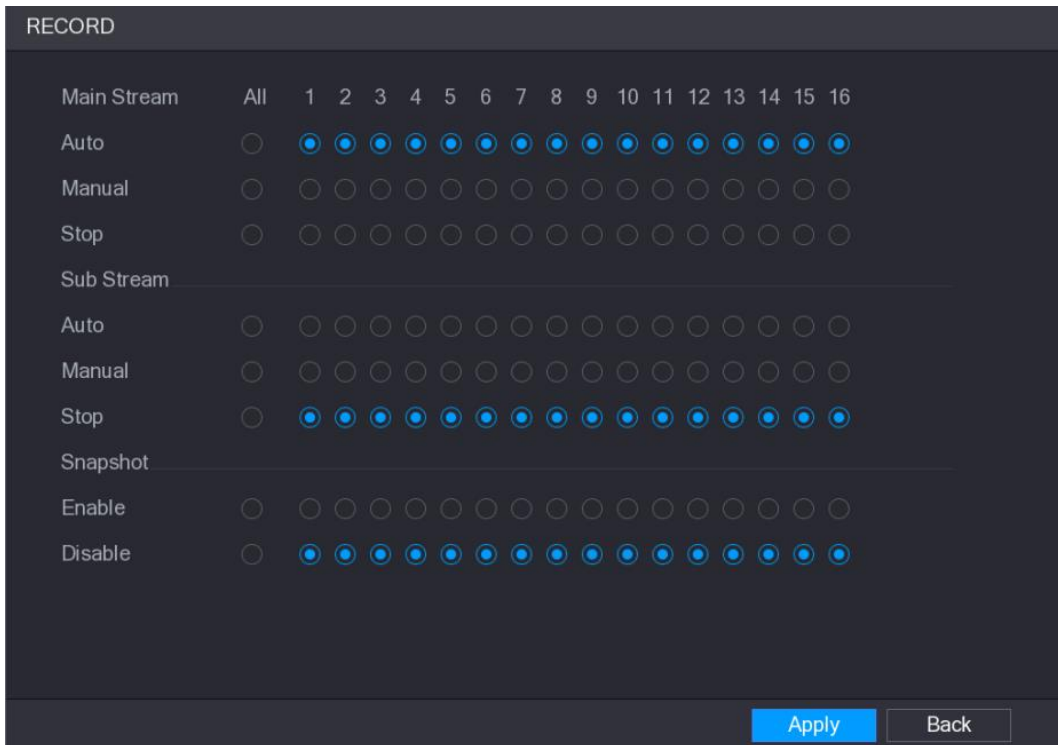 RECORD
Main Stream All 1 2 3 4 5 6 7 8 9 10 11 12 13 14 15 16
Auto
Manual
Stop
Sub Stream
Auto
Manual
Stop
Snapshot
Enable
Disable
Apply Back